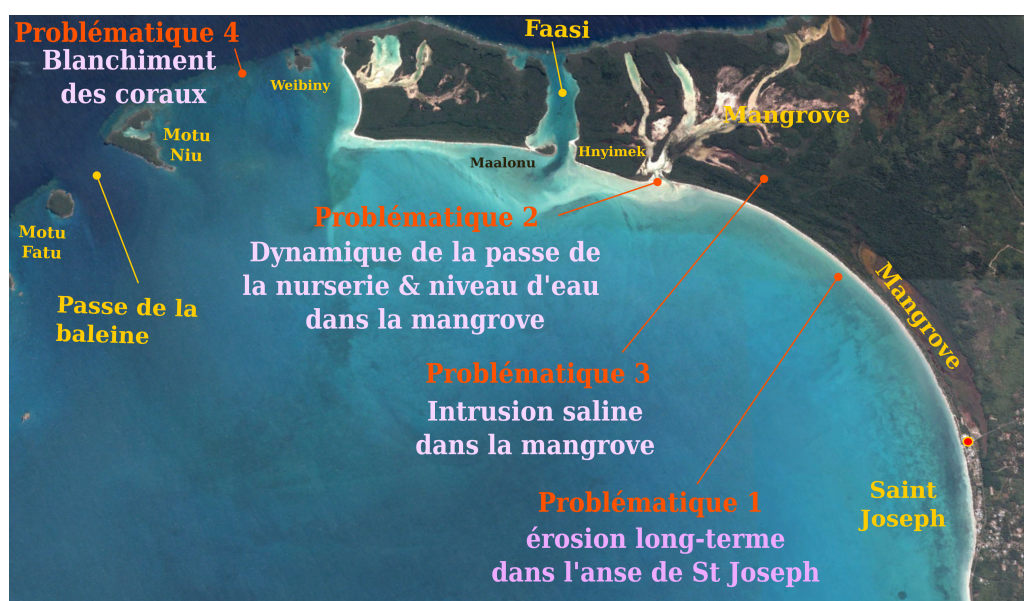 Problématique 4
Blanchiment
des coraux
Weibiny
Faasi
Mangrove
Motu
Niu
Maalonu
Hnyimek
Motu
Fatu
Problématique 2
Dynamique de la passe de
la nurserie & niveau d'eau
dans la mangrove
Passe de la
baleine
Mangrove
Problématique 3
Intrusion saline
dans la mangrove
Problématique 1
érosion long-terme
dans l'anse de St Joseph
Saint
Joseph